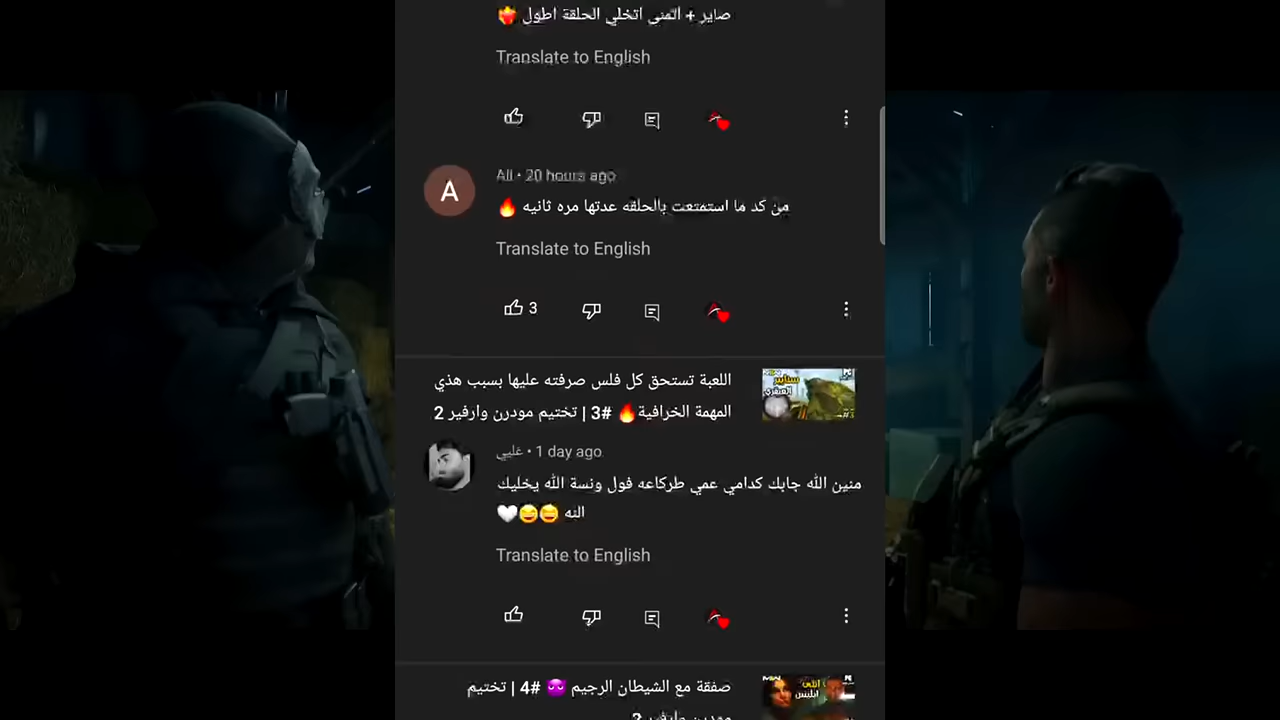 صاير + اتمنى اتخلي الحلقة اطول ❤️‍🔥
Translate to English
A
Ali • 20 hours ago
من كد ما استمتعت بالحلقه عدتها مره ثانيه 🔥
Translate to English
3
اللعبة تستحق كل فلس صرفته عليها بسبب هذي
المهمة الخرافية🔥 #3 | تختيم مودرن وارفير 2
1 day ago •
منين الله جابك كدامي عمي طركاعه فول ونسة الله يخليك
النه 😄😂🤍
Translate to English
صفقة مع الشيطان الرجيم 😈 #4 | تختيم
مودرن وارفير 2